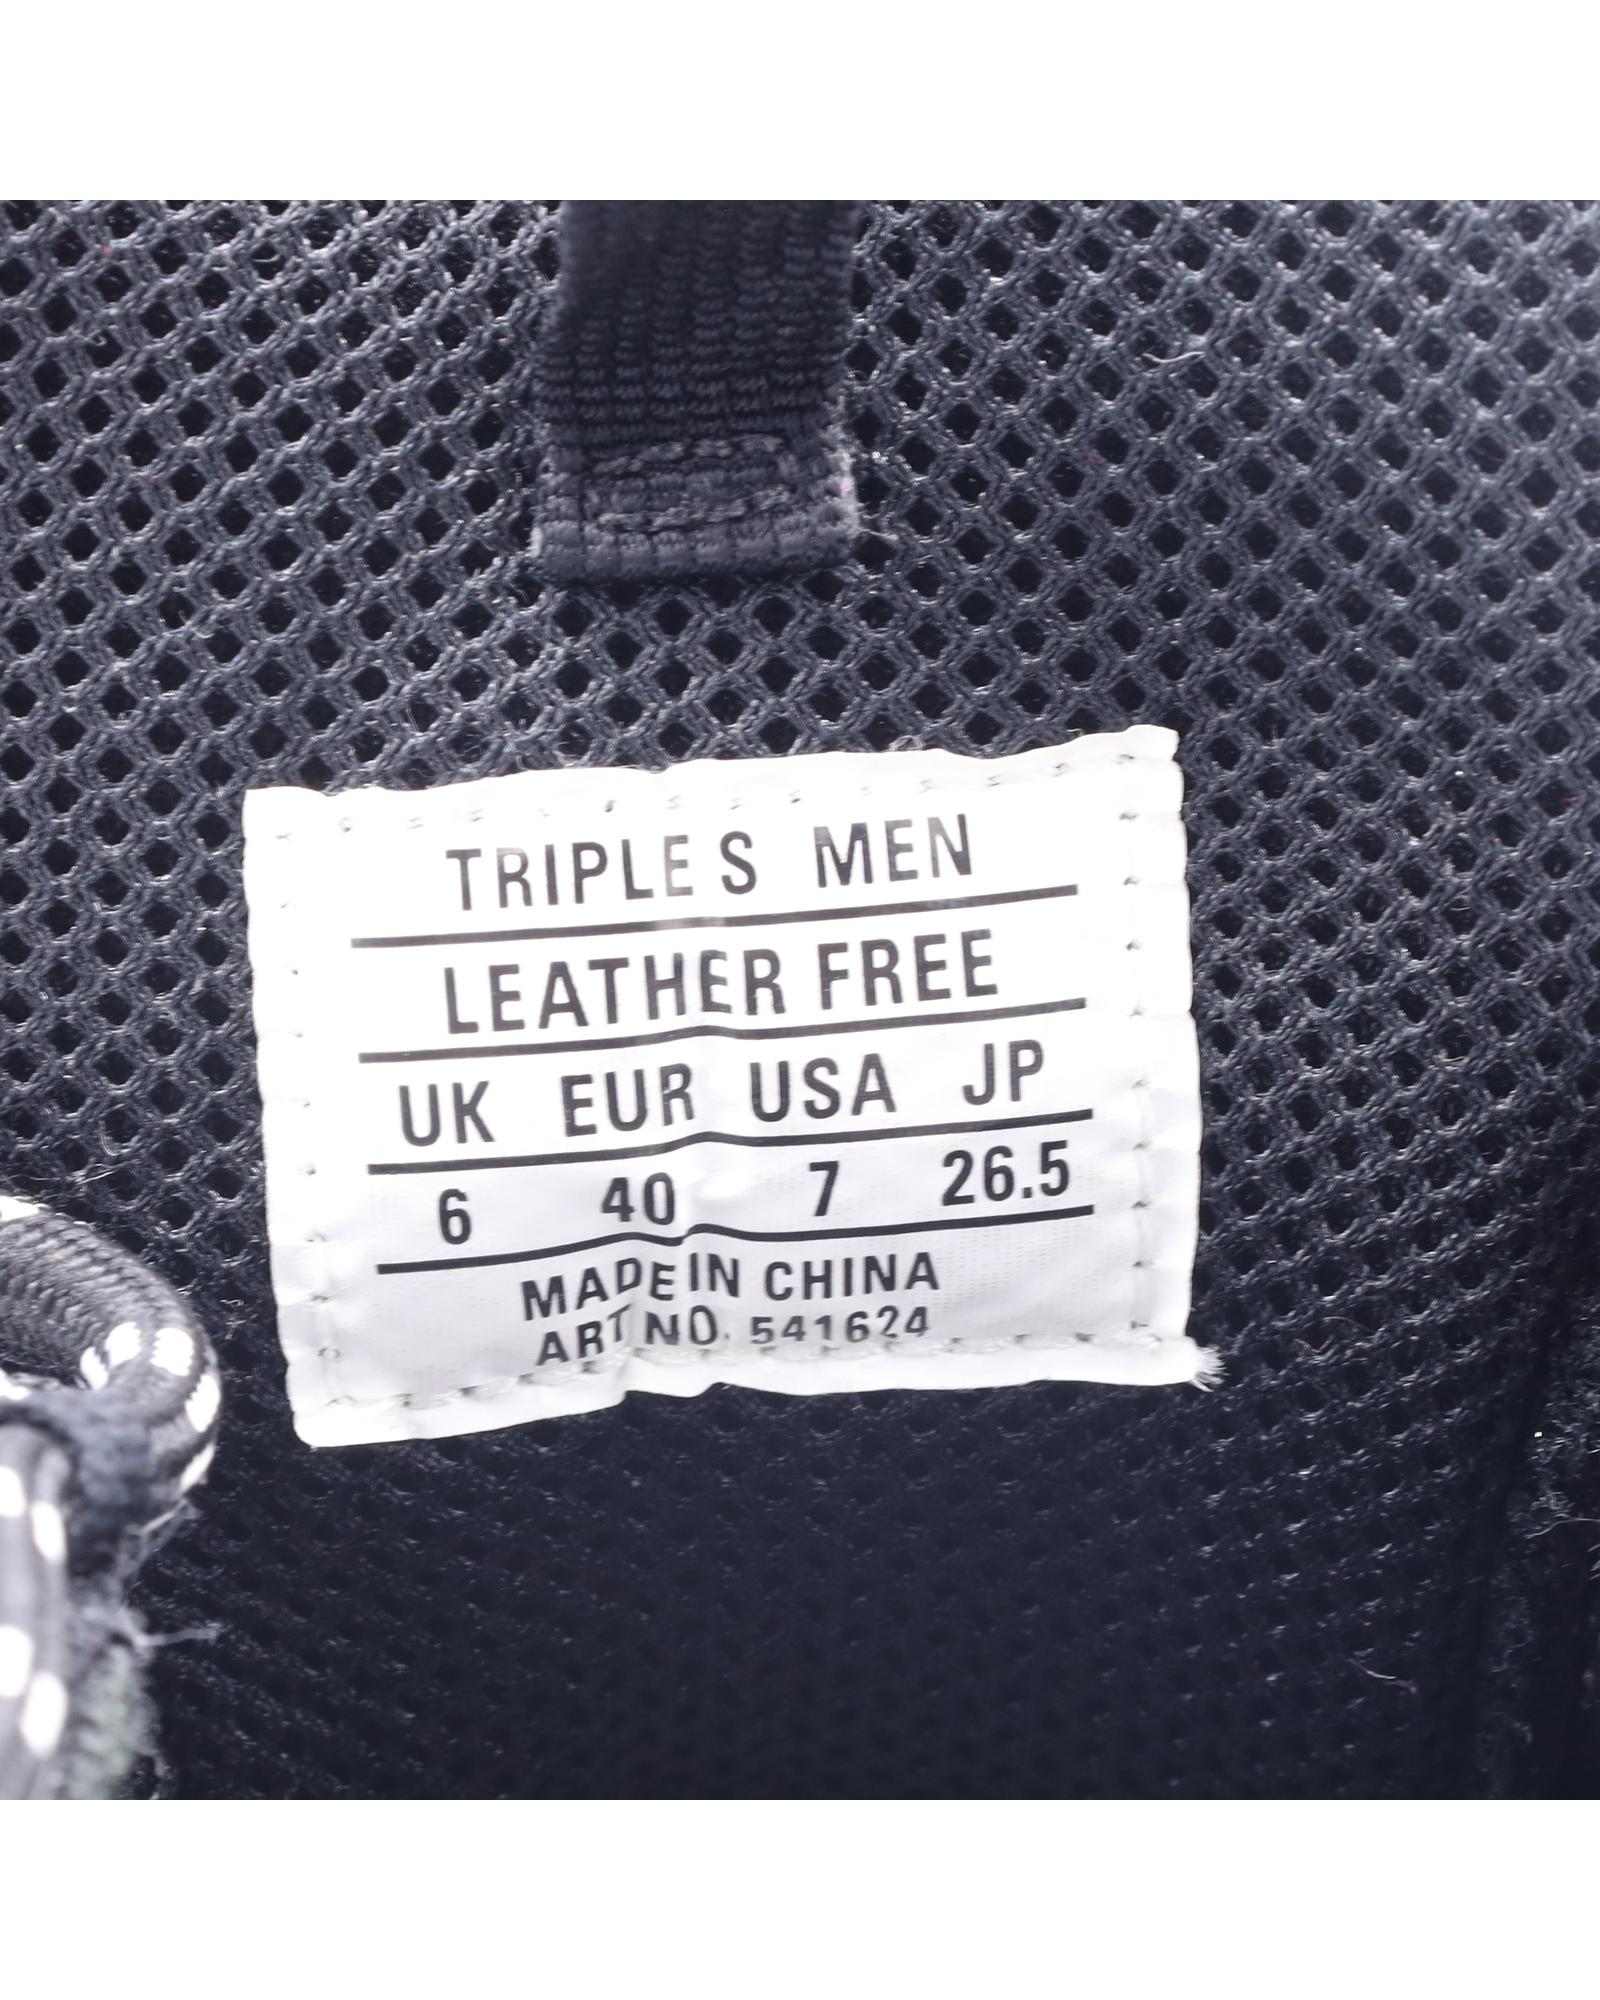 TRIPLE S MEN
LEATHER FREE
UK EUR USA JP
6 40 7 26.5
MADE IN CHINA
ART NO. 541624